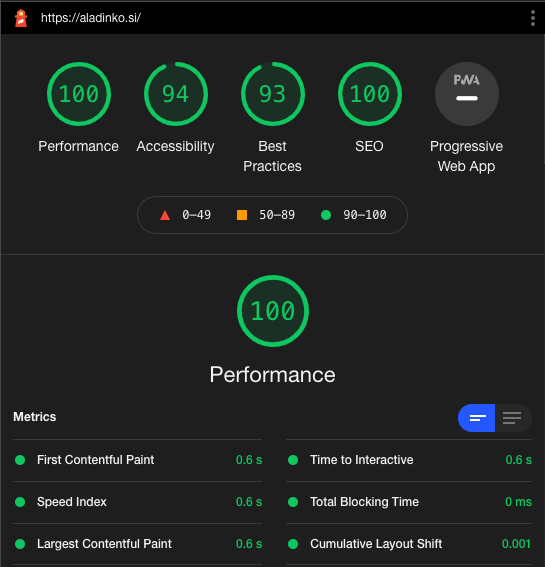 https://aladinko.si/
100
94
93
100
PWA
Performance
Accessibility
Best
Practices
SEO
Progressive
Web App
0–49
50–89
90–100
100
Performance
Metrics
First Contentful Paint 0.6 s
Time to Interactive 0.6 s
Speed Index 0.6 s
Total Blocking Time 0 ms
Largest Contentful Paint 0.6 s
Cumulative Layout Shift 0.001